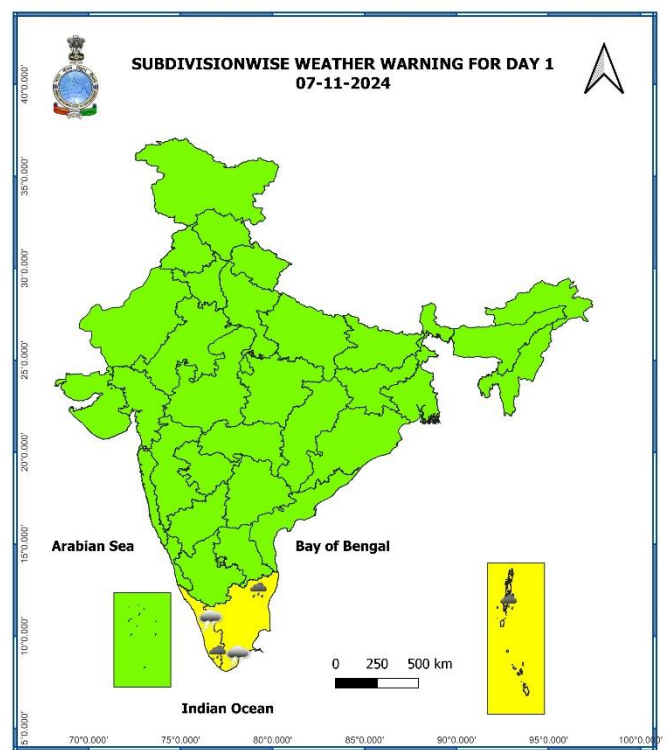 SUBDIVISIONWISE WEATHER WARNING FOR DAY 1
07-11-2024
40°0.000'
35°0.000'
30°0.000'
25°0.000'
20°0.000'
15°0.000'
10°0.000'
5°0.000'
Arabian Sea
Bay of Bengal
0 250 500 km
Indian Ocean
70°0.000' 75°0.000' 80°0.000' 85°0.000' 90°0.000' 95°0.000' 100°0.000'